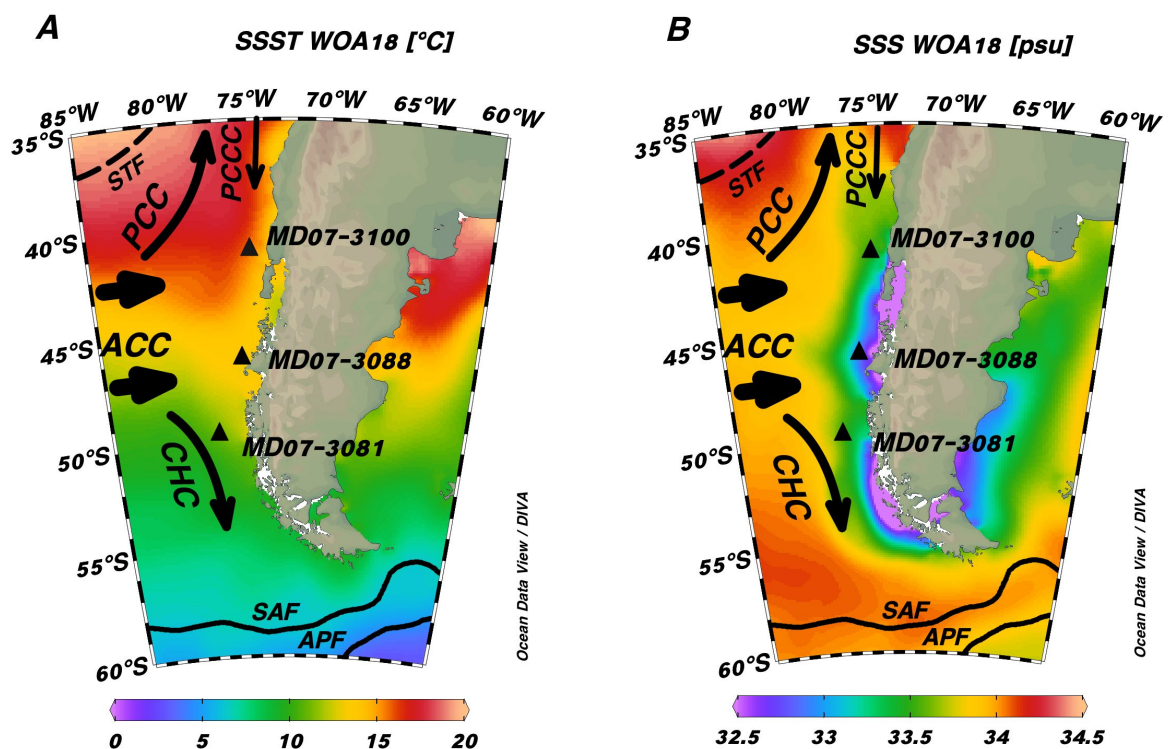 A
SSST WOA18 [°C]
85°W
80°W
75°W
70°W
65°W
60°W
35°S
40°S
45°S
50°S
55°S
60°S
STF
PCC
PCCC
MD07-3100
ACC
MD07-3088
MD07-3081
CHC
SAF
APF
Ocean Data View / DIVA
0
5
10
15
20
B
SSS WOA18 [psu]
85°W
80°W
75°W
70°W
65°W
60°W
35°S
40°S
45°S
50°S
55°S
60°S
STF
PCC
PCCC
MD07-3100
ACC
MD07-3088
MD07-3081
CHC
SAF
APF
Ocean Data View / DIVA
32.5
33
33.5
34
34.5